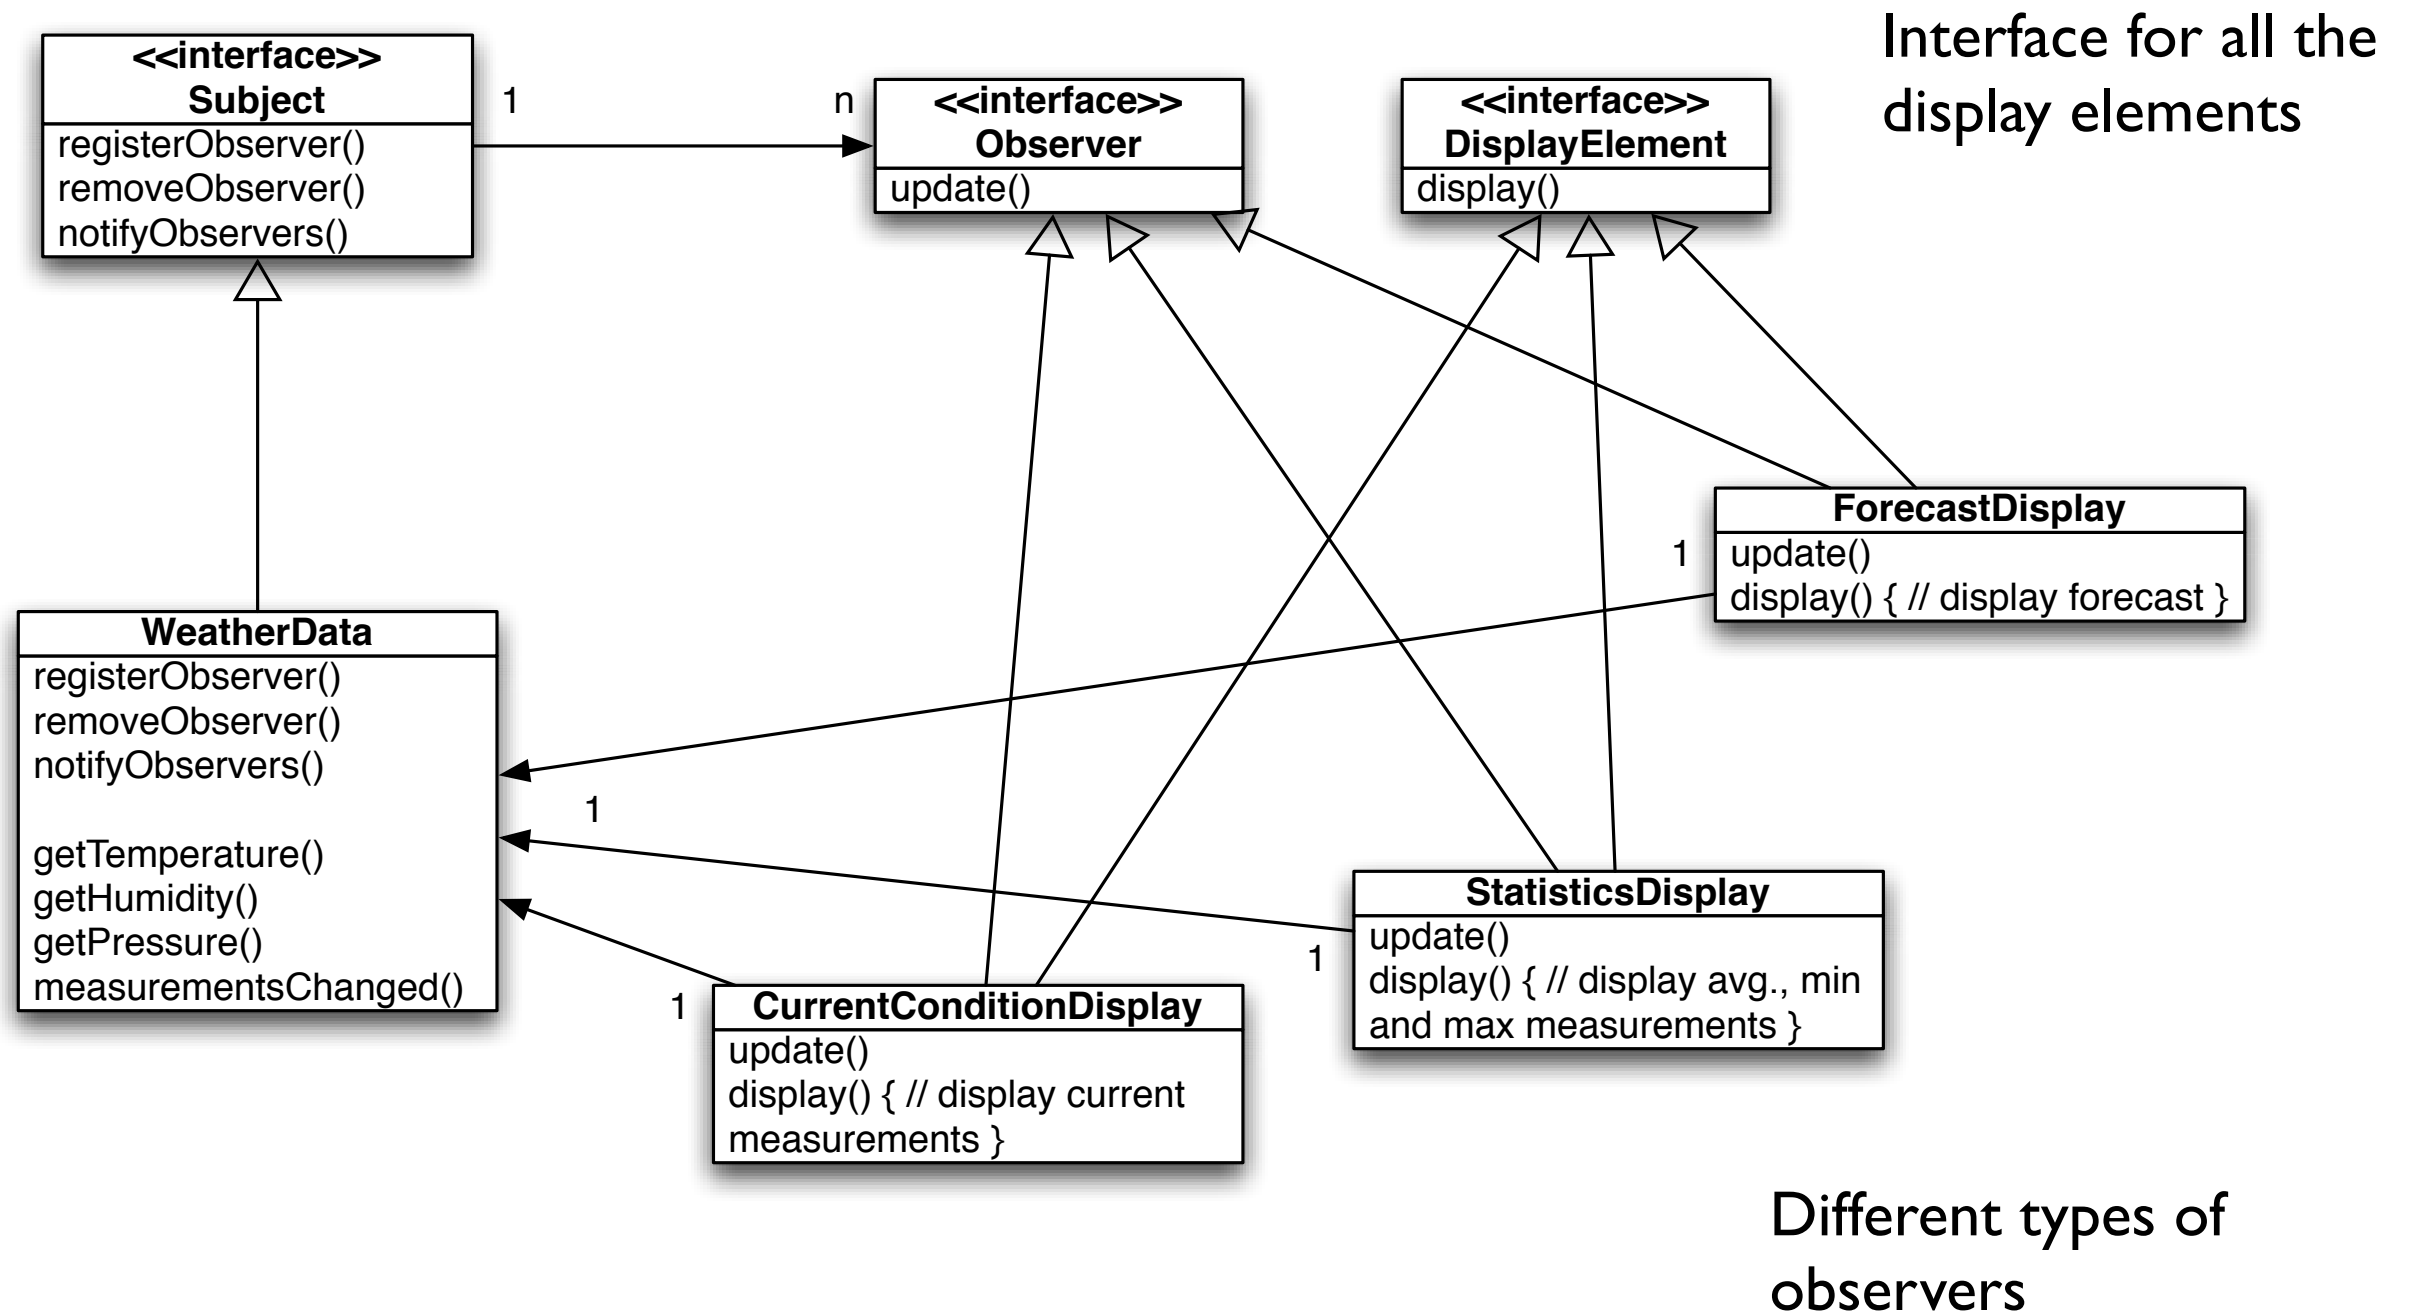 Interface for all the
display elements
<<interface>>
Subject
registerObserver()
removeObserver()
notifyObservers()
1
n
<<interface>>
Observer
update()
<<interface>>
DisplayElement
display()
ForecastDisplay
1
update()
display() { // display forecast }
WeatherData
registerObserver()
removeObserver()
notifyObservers()
getTemperature()
getHumidity()
getPressure()
measurementsChanged()
1
StatisticsDisplay
update()
display() { // display avg., min
and max measurements }
1
1
CurrentConditionDisplay
update()
display() { // display current
measurements }
Different types of
observers